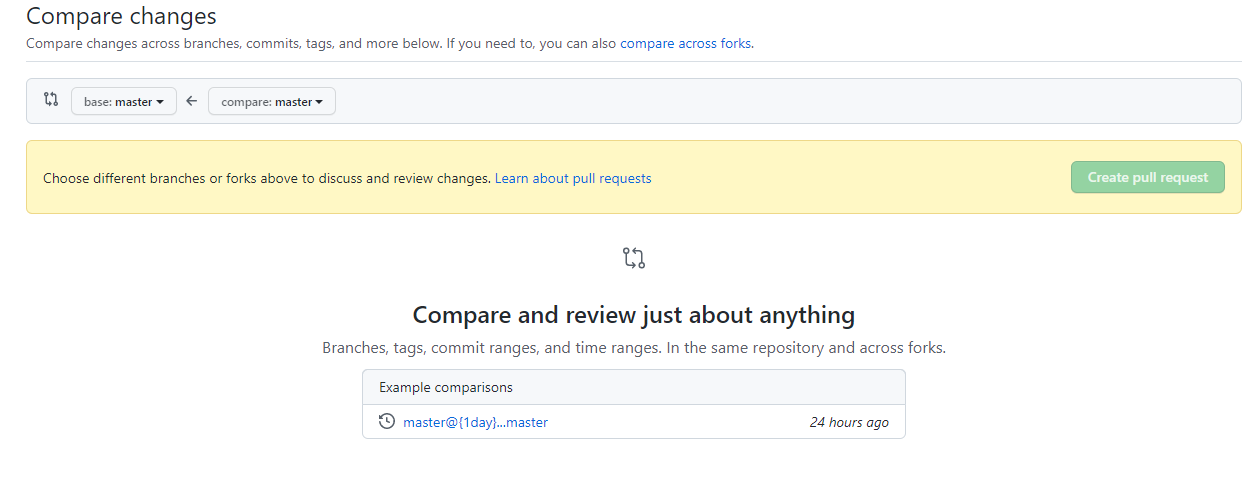 Compare changes
Compare changes across branches, commits, tags, and more below. If you need to, you can also compare across forks.
base: master compare: master
Choose different branches or forks above to discuss and review changes. Learn about pull requests Create pull request
Compare and review just about anything
Branches, tags, commit ranges, and time ranges. In the same repository and across forks.
Example comparisons
master@{1day}...master 24 hours ago